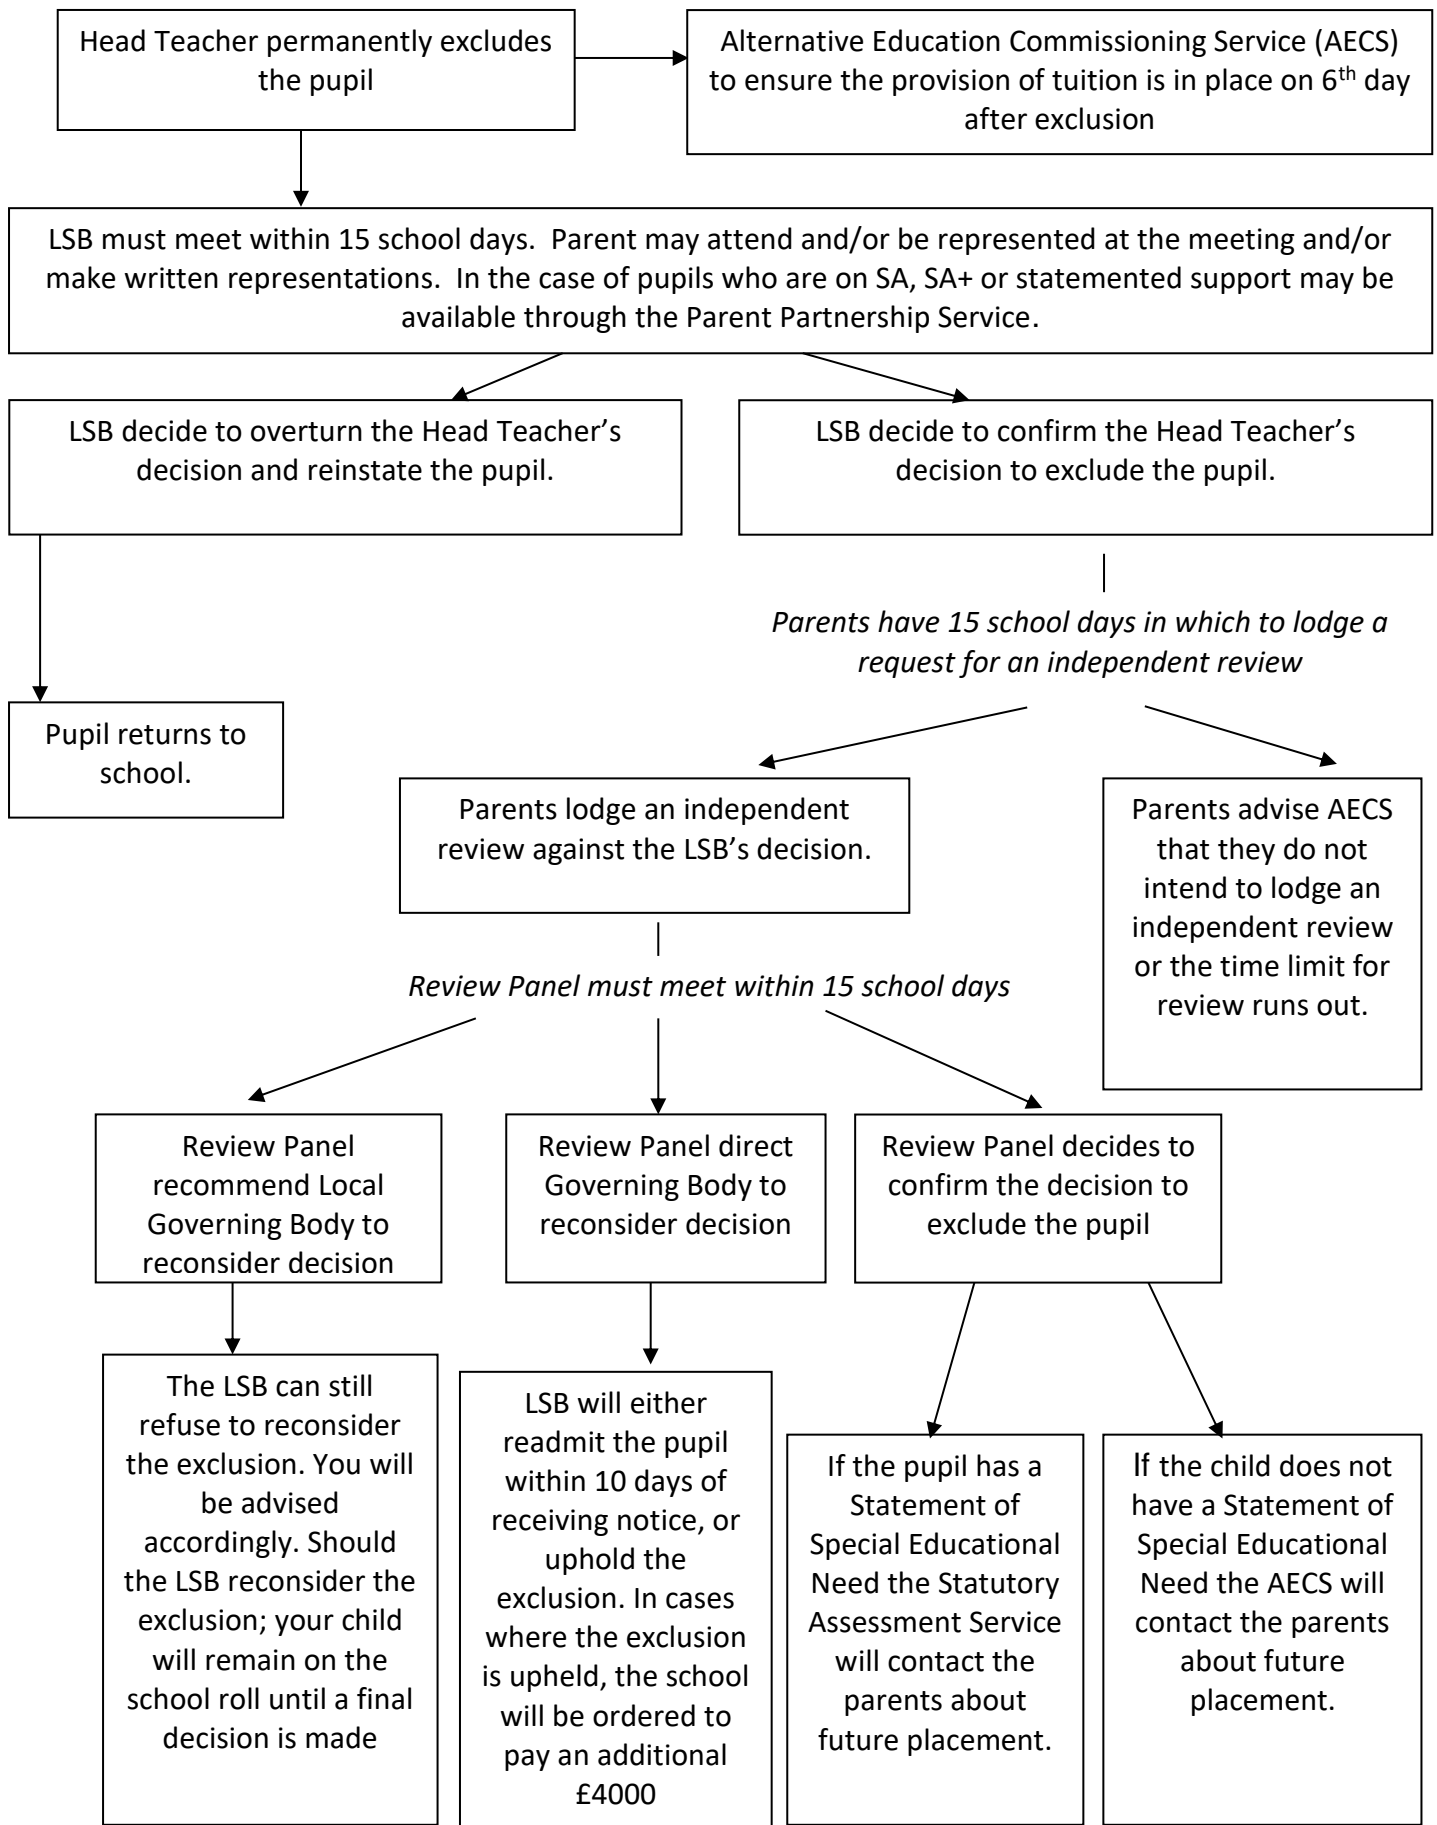 Head Teacher permanently excludes
the pupil
Alternative Education Commissioning Service (AECS)
to ensure the provision of tuition is in place on 6th day
after exclusion
LSB must meet within 15 school days.  Parent may attend and/or be represented at the meeting and/or
make written representations.  In the case of pupils who are on SA, SA+ or statemented support may be
available through the Parent Partnership Service.
LSB decide to overturn the Head Teacher’s
decision and reinstate the pupil.
LSB decide to confirm the Head Teacher’s
decision to exclude the pupil.
Parents have 15 school days in which to lodge a
request for an independent review
Pupil returns to
school.
Parents lodge an independent
review against the LSB’s decision.
Parents advise AECS
that they do not
intend to lodge an
independent review
or the time limit for
review runs out.
Review Panel must meet within 15 school days
Review Panel
recommend Local
Governing Body to
reconsider decision
Review Panel direct
Governing Body to
reconsider decision
Review Panel decides to
confirm the decision to
exclude the pupil
The LSB can still
refuse to reconsider
the exclusion. You will
be advised
accordingly. Should
the LSB reconsider the
exclusion; your child
will remain on the
school roll until a final
decision is made
LSB will either
readmit the pupil
within 10 days of
receiving notice, or
uphold the
exclusion. In cases
where the exclusion
is upheld, the school
will be ordered to
pay an additional
£4000
If the pupil has a
Statement of
Special Educational
Need the Statutory
Assessment Service
will contact the
parents about
future placement.
If the child does not
have a Statement of
Special Educational
Need the AECS will
contact the parents
about future
placement.